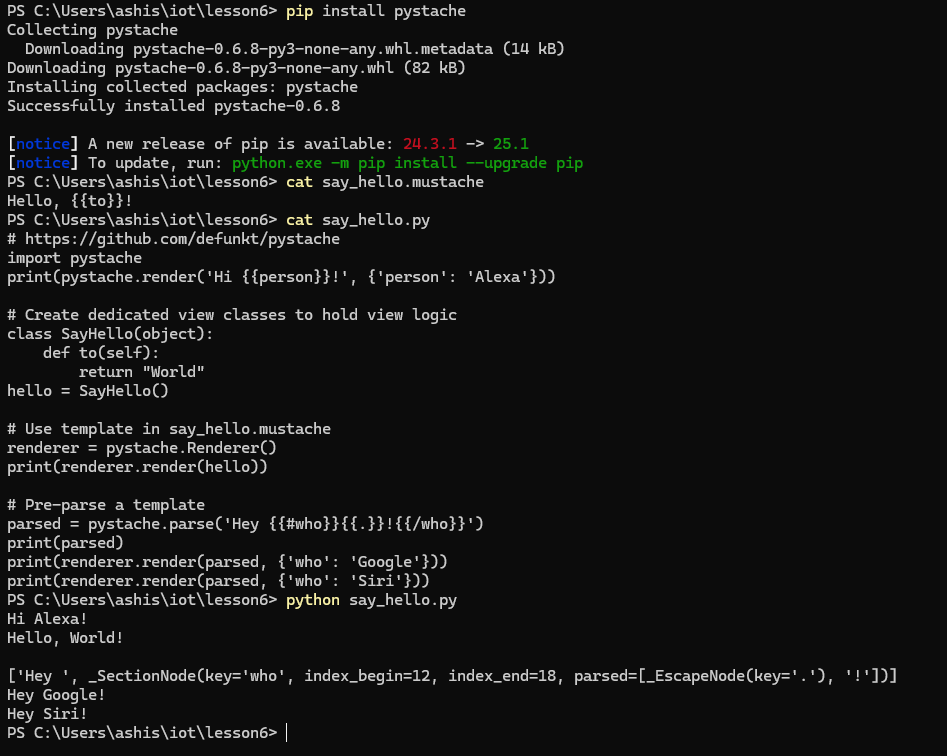 PS C:\Users\ashis\iot\lesson6> pip install pystache
Collecting pystache
  Downloading pystache-0.6.8-py3-none-any.whl.metadata (14 kB)
Downloading pystache-0.6.8-py3-none-any.whl (82 kB)
Installing collected packages: pystache
Successfully installed pystache-0.6.8

[notice] A new release of pip is available: 24.3.1 -> 25.1
[notice] To update, run: python.exe -m pip install --upgrade pip
PS C:\Users\ashis\iot\lesson6> cat say_hello.mustache
Hello, {{to}}!
PS C:\Users\ashis\iot\lesson6> cat say_hello.py
# https://github.com/defunkt/pystache
import pystache
print(pystache.render('Hi {{person}}!', {'person': 'Alexa'}))

# Create dedicated view classes to hold view logic
class SayHello(object):
    def to(self):
        return "World"
hello = SayHello()

# Use template in say_hello.mustache
renderer = pystache.Renderer()
print(renderer.render(hello))

# Pre-parse a template
parsed = pystache.parse('Hey {{#who}}{{.}}!{{/who}}')
print(parsed)
print(renderer.render(parsed, {'who': 'Google'}))
print(renderer.render(parsed, {'who': 'Siri'}))
PS C:\Users\ashis\iot\lesson6> python say_hello.py
Hi Alexa!
Hello, World!

['Hey ', _SectionNode(key='who', index_begin=12, index_end=18, parsed=[_EscapeNode(key='.'), '!'])]
Hey Google!
Hey Siri!
PS C:\Users\ashis\iot\lesson6>